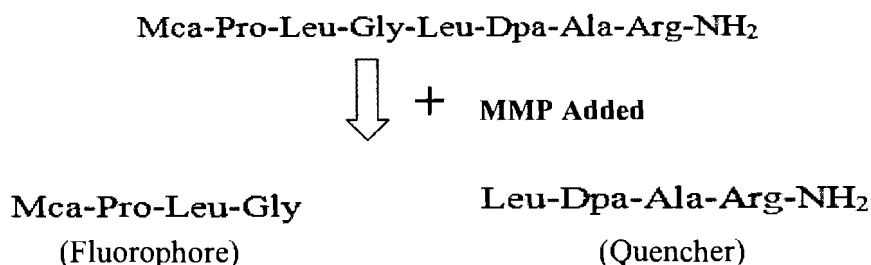 Mca-Pro-Leu-Gly-Leu-Dpa-Ala-Arg-NH₂
+ MMP Added
Mca-Pro-Leu-Gly Leu-Dpa-Ala-Arg-NH₂
(Fluorophore) (Quencher)